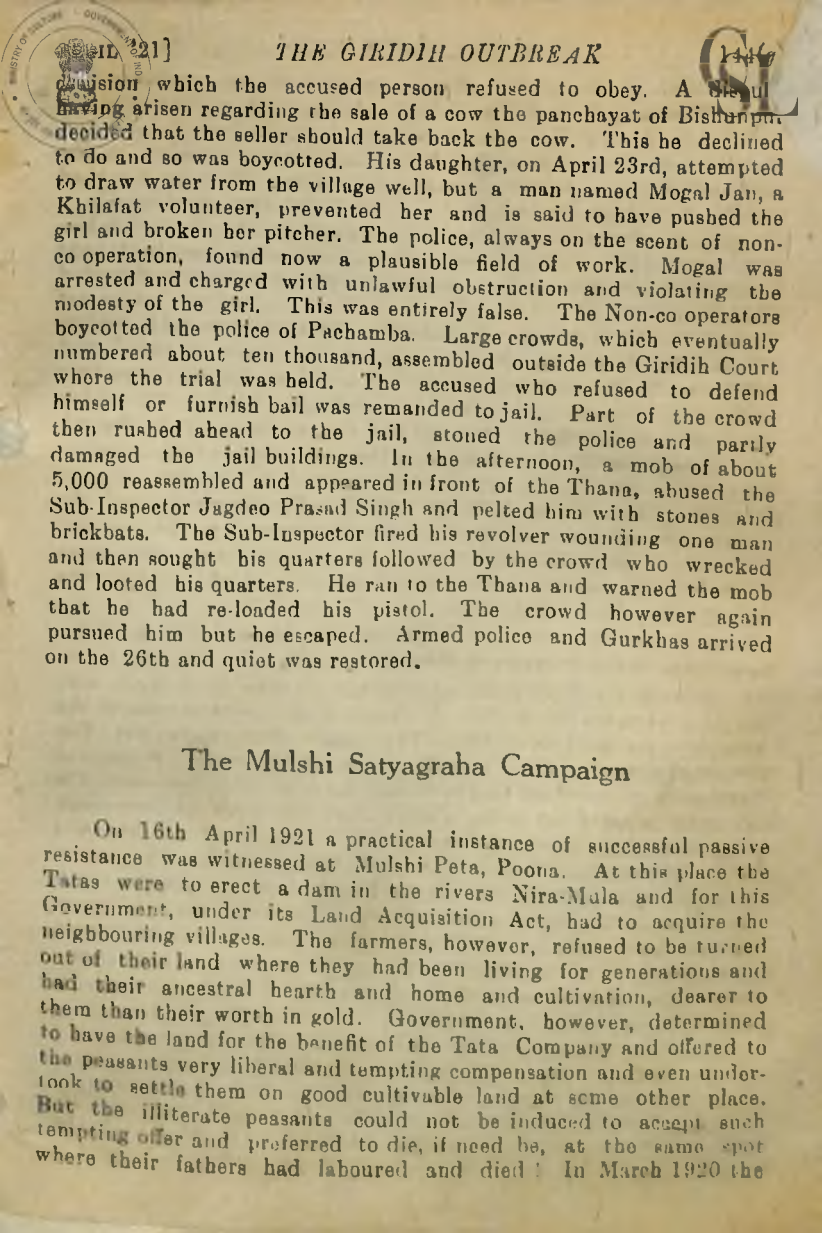 '21] THE GIRIDIH OUTBREAK
MINISTRY OF CULTURE GOVERNMENT OF INDIA
GSL
which the accused person refused to obey. A
having arisen regarding the sale of a cow the panchayat of Bishanpur
decided that the seller should take back the cow. This he declined
to do and so was boycotted. His daughter, on April 23rd, attempted
to draw water from the village well, but a man named Mogal Jan, a
Khilafat volunteer, prevented her and is said to have pushed the
girl and broken her pitcher. The police, always on the scent of non-
co operation, found now a plausible field of work. Mogal was
arrested and charged with unlawful obstruction and violating the
modesty of the girl. This was entirely false. The Non-co operators
boycotted the police of Pachamba. Large crowds, which eventually
numbered about ten thousand, assembled outside the Giridih Court
where the trial was held. The accused who refused to defend
himself or furnish bail was remanded to jail. Part of the crowd
then rushed ahead to the jail, stoned the police and partly
damaged the jail buildings. In the afternoon, a mob of about
5,000 reassembled and appeared in front of the Thana, abused the
Sub-Inspector Jagdeo Prasad Singh and pelted him with stones and
brickbats. The Sub-Inspector fired his revolver wounding one man
and then sought his quarters followed by the crowd who wrecked
and looted his quarters. He ran to the Thana and warned the mob
that he had re-loaded his pistol. The crowd however again
pursued him but he escaped. Armed police and Gurkhas arrived
on the 26th and quiet was restored.
The Mulshi Satyagraha Campaign
On 16th April 1921 a practical instance of successful passive
resistance was witnessed at Mulshi Peta, Poona. At this place the
Tatas were to erect a dam in the rivers Nira-Mula and for this
Government, under its Land Acquisition Act, had to acquire the
neighbouring villages. The farmers, however, refused to be turned
out of their land where they had been living for generations and
had their ancestral hearth and home and cultivation, dearer to
them than their worth in gold. Government, however, determined
to have the land for the benefit of the Tata Company and offered to
the peasants very liberal and tempting compensation and even under-
took to settle them on good cultivable land at some other place.
But the illiterate peasants could not be induced to accept such
tempting offer and preferred to die, if need be, at the same spot
where their fathers had laboured and died! In March 1920 the